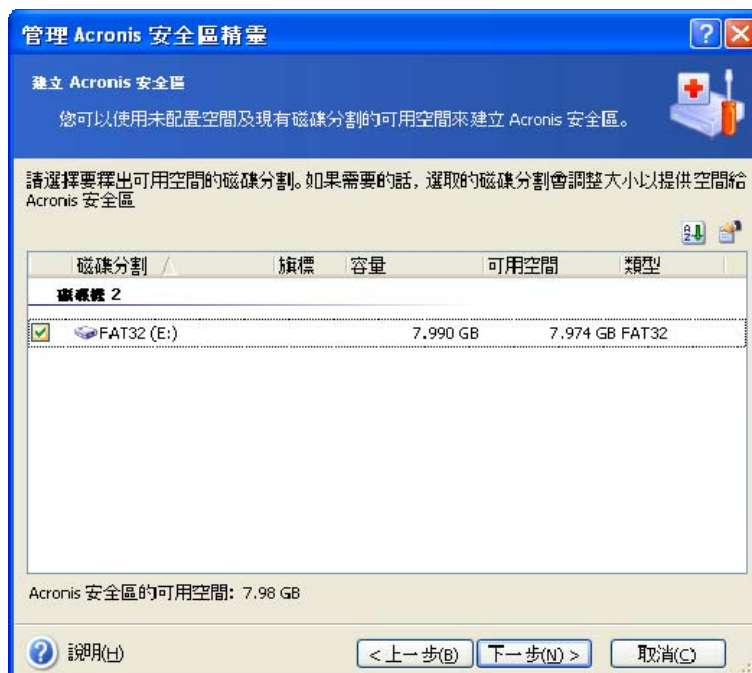 管理 Acronis 安全區精靈
建立 Acronis 安全區
您可以使用未配置空間及現有磁碟分割的可用空間來建立 Acronis 安全區。
請選擇要釋出可用空間的磁碟分割。如果需要的話, 選取的磁碟分割會調整大小以提供空間給
Acronis 安全區
磁碟分割 旗標 容量 可用空間 類型
磁碟機 2
FAT32 (E:) 7.990 GB 7.974 GB FAT32
Acronis 安全區的可用空間: 7.98 GB
說明(H) < 上一步(B) 下一步(N) > 取消(C)